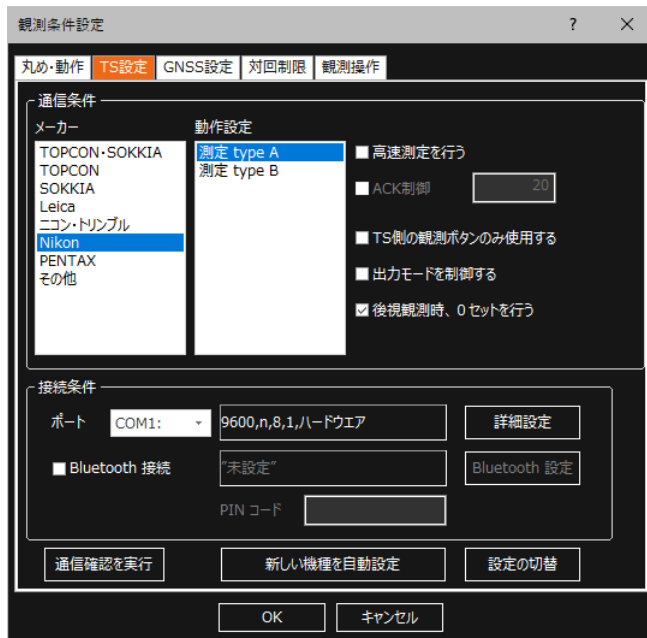 観測条件設定 ?
丸め・動作 TS設定 GNSS設定 対回制限 観測操作
通信条件
メーカー 動作設定
TOPCON・SOKKIA
TOPCON
SOKKIA
Leica
ニコン・トリンブル
Nikon
PENTAX
その他
測定 type A
測定 type B
高速測定を行う
ACK制御 20
TS側の観測ボタンのみ使用する
出力モードを制御する
後視観測時、0セットを行う
接続条件
ポート COM1: 9600,n,8,1,ハードウエア 詳細設定
Bluetooth 接続 "未設定" Bluetooth 設定
PIN コード
通信確認を実行 新しい機種を自動設定 設定の切替
OK キャンセル